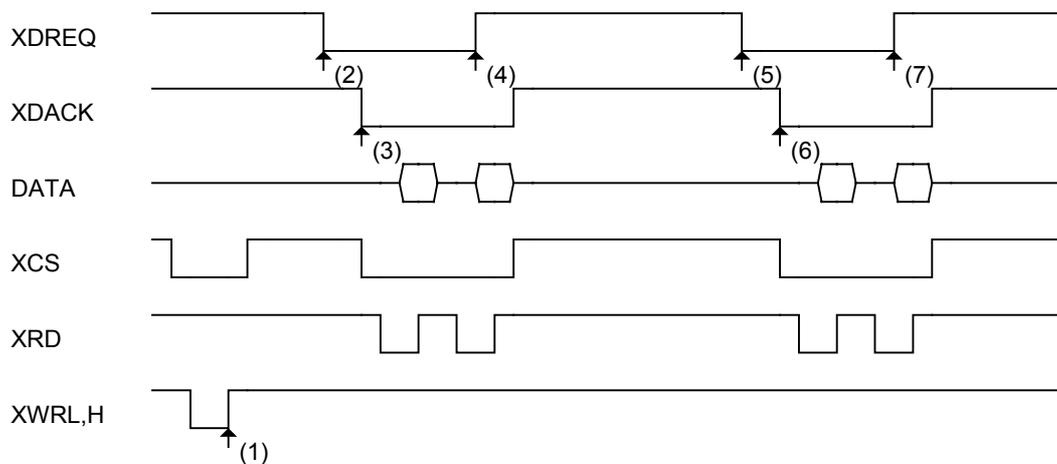 XDREQ
(2) (4) (5) (7)
XDACK
(3) (6)
DATA
XCS
XRD
XWRL,H
(1)